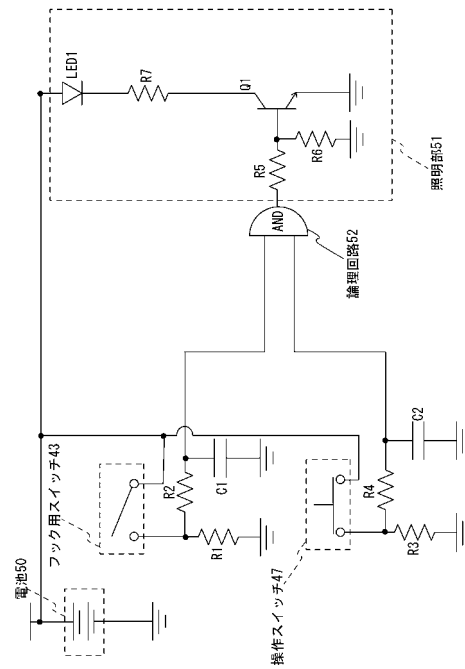 電池50
フック用スイッチ43
R1
R2
C1
操作スイッチ47
R3
R4
C2
論理回路52
AND
照明部51
R5
R6
Q1
R7
LED1